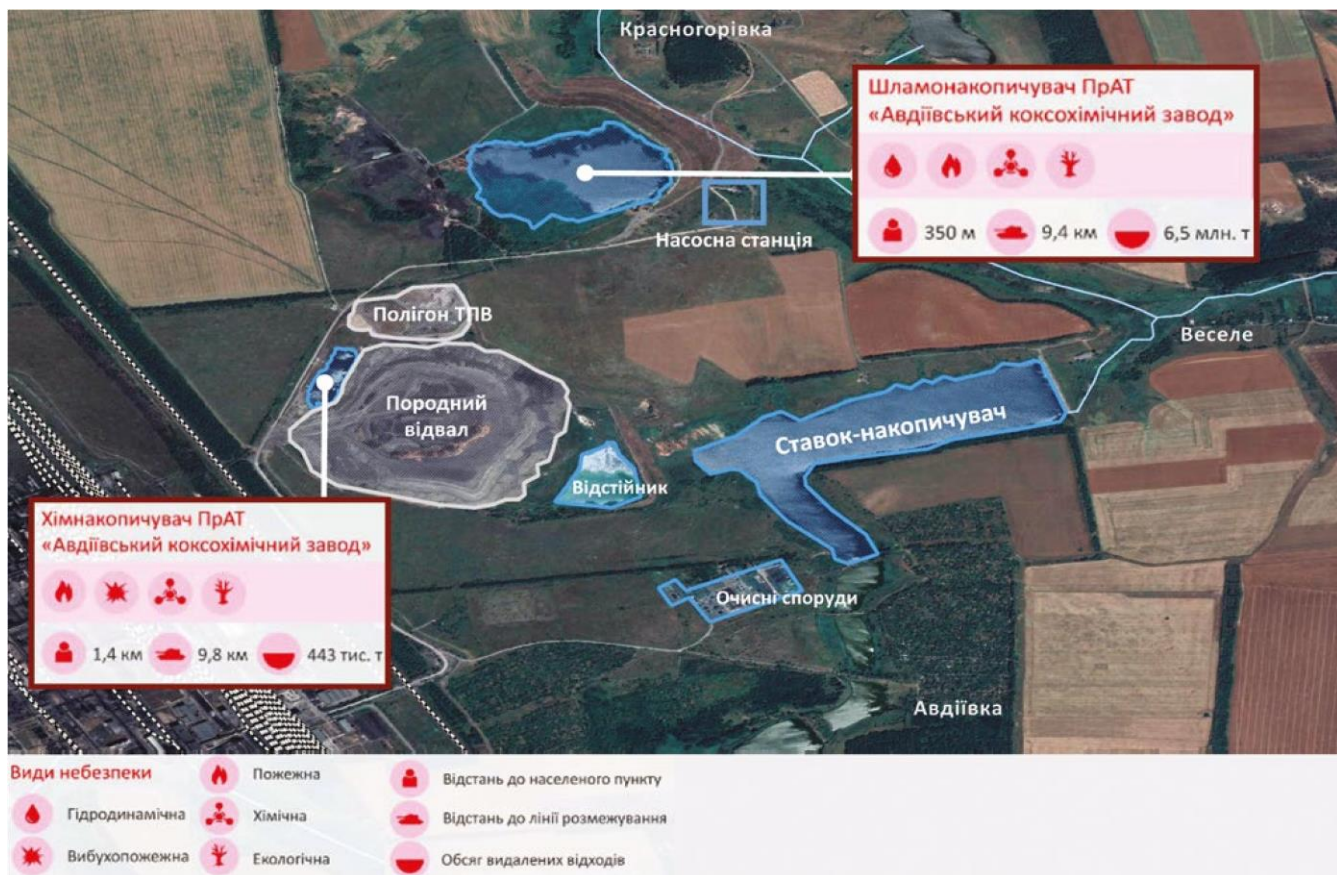 Красногорівка
Шламонакопичувач ПрАТ
«Авдіївський коксохімічний завод»
350 м 9,4 км 6,5 млн. т
Насосна станція
Полігон ТПВ
Веселе
Породний
відвал
Ставок-накопичувач
Відстійник
Хімнакопичувач ПрАТ
«Авдіївський коксохімічний завод»
1,4 км 9,8 км 443 тис. т
Очисні споруди
Авдіївка
Види небезпеки
Пожежна
Відстань до населеного пункту
Гідродинамічна
Хімічна
Відстань до лінії розмежування
Вибухопожежна
Екологічна
Обсяг видалених відходів